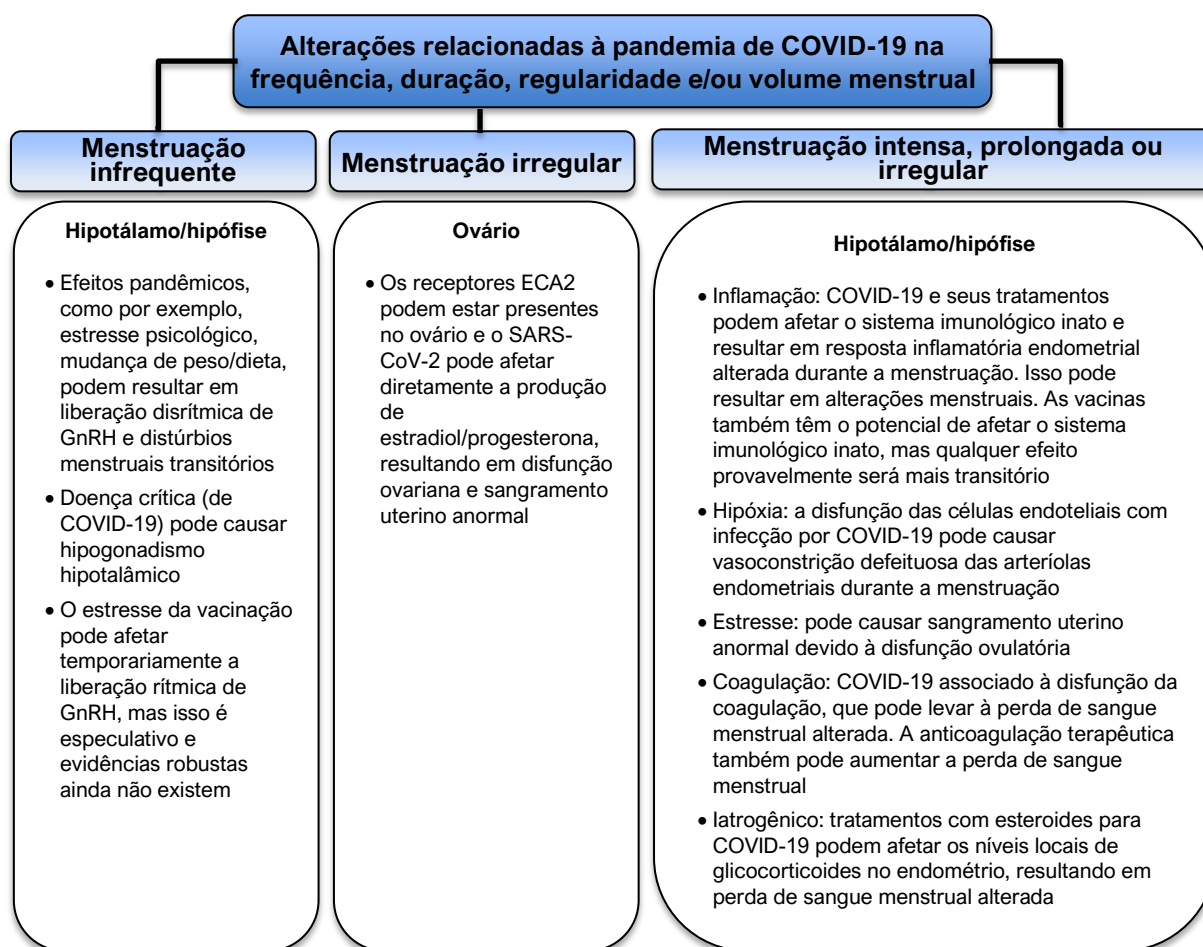 Alterações relacionadas à pandemia de COVID-19 na
frequência, duração, regularidade e/ou volume menstrual
Menstruação
infrequente
Hipotálamo/hipófise
• Efeitos pandêmicos,
como por exemplo,
estresse psicológico,
mudança de peso/dieta,
podem resultar em
liberação disrítmica de
GnRH e distúrbios
menstruais transitórios
• Doença crítica (de
COVID-19) pode causar
hipogonadismo
hipotalâmico
• O estresse da vacinação
pode afetar
temporariamente a
liberação rítmica de
GnRH, mas isso é
especulativo e
evidências robustas
ainda não existem
Menstruação irregular
Ovário
• Os receptores ECA2
podem estar presentes
no ovário e o SARS-
CoV-2 pode afetar
diretamente a produção
de
estradiol/progesterona,
resultando em disfunção
ovariana e sangramento
uterino anormal
Menstruação intensa, prolongada ou
irregular
Hipotálamo/hipófise
• Inflamação: COVID-19 e seus tratamentos
podem afetar o sistema imunológico inato e
resultar em resposta inflamatória endometrial
alterada durante a menstruação. Isso pode
resultar em alterações menstruais. As vacinas
também têm o potencial de afetar o sistema
imunológico inato, mas qualquer efeito
provavelmente será mais transitório
• Hipóxia: a disfunção das células endoteliais com
infecção por COVID-19 pode causar
vasoconstrição defeituosa das arteríolas
endometriais durante a menstruação
• Estresse: pode causar sangramento uterino
anormal devido à disfunção ovulatória
• Coagulação: COVID-19 associado à disfunção da
coagulação, que pode levar à perda de sangue
menstrual alterada. A anticoagulação terapêutica
também pode aumentar a perda de sangue
menstrual
• Iatrogênico: tratamentos com esteroides para
COVID-19 podem afetar os níveis locais de
glicocorticoides no endométrio, resultando em
perda de sangue menstrual alterada